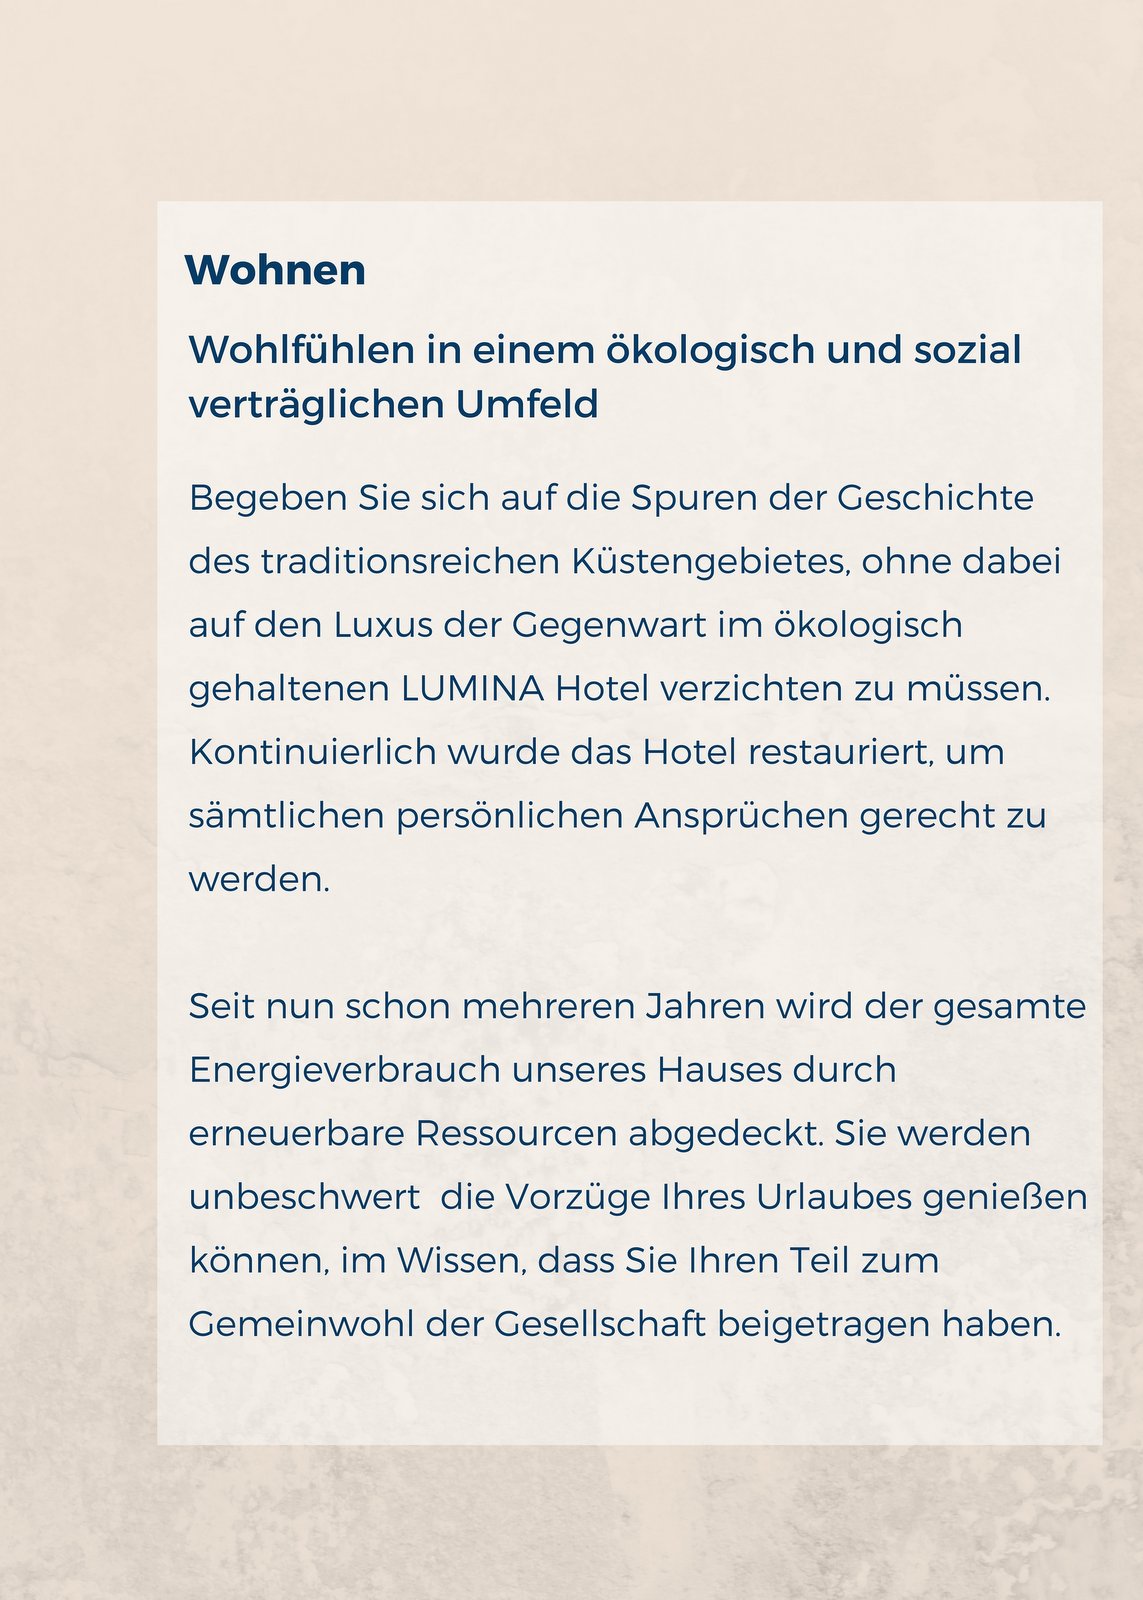 Wohnen
Wohlfühlen in einem ökologisch und sozial
verträglichen Umfeld
Begeben Sie sich auf die Spuren der Geschichte
des traditionsreichen Küstengebietes, ohne dabei
auf den Luxus der Gegenwart im ökologisch
gehaltenen LUMINA Hotel verzichten zu müssen.
Kontinuierlich wurde das Hotel restauriert, um
sämtlichen persönlichen Ansprüchen gerecht zu
werden.
Seit nun schon mehreren Jahren wird der gesamte
Energieverbrauch unseres Hauses durch
erneuerbare Ressourcen abgedeckt. Sie werden
unbeschwert  die Vorzüge Ihres Urlaubes genießen
können, im Wissen, dass Sie Ihren Teil zum
Gemeinwohl der Gesellschaft beigetragen haben.